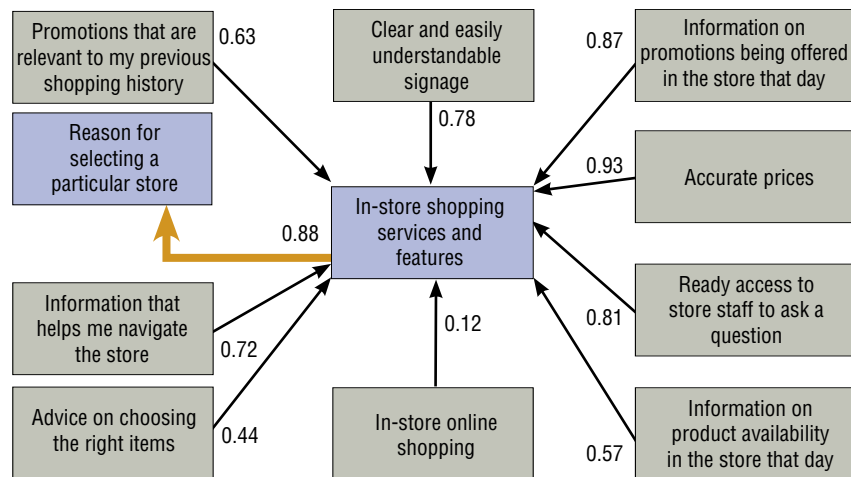 Promotions that are
relevant to my previous
shopping history
0.63
Clear and easily
understandable
signage
0.78
0.87
Information on
promotions being offered
in the store that day
Reason for
selecting a
particular store
0.88
In-store shopping
services and
features
0.93
Accurate prices
Information that
helps me navigate
the store
0.72
0.12
0.81
Ready access to
store staff to ask a
question
Advice on choosing
the right items
0.44
In-store online
shopping
0.57
Information on
product availability
in the store that day